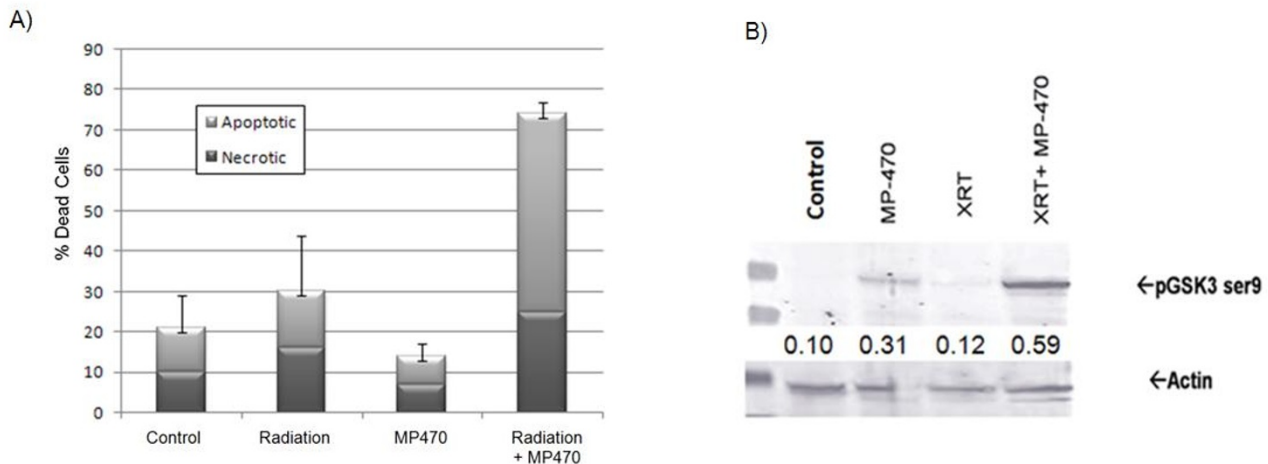 A)
90
80
70
60
50
40
30
20
10
0
% Dead Cells
Apoptotic
Necrotic
Control
Radiation
MP470
Radiation
+ MP470
B)
Control
MP-470
XRT
XRT+ MP-470
←pGSK3 ser9
0.10 0.31 0.12 0.59
←Actin